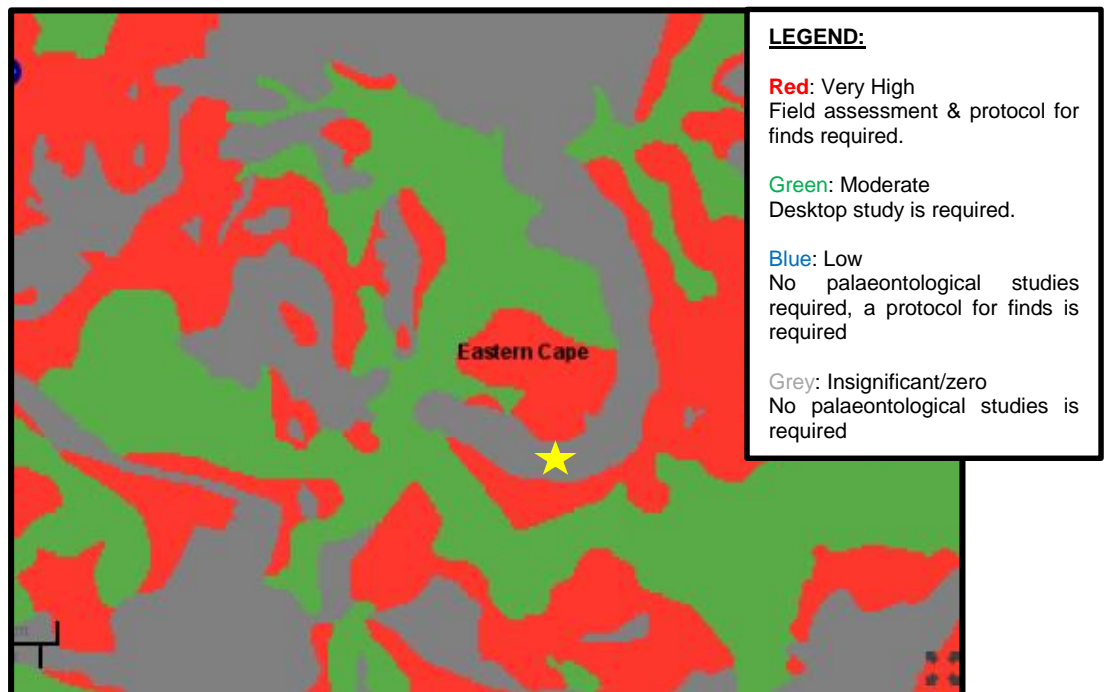 LEGEND:
Red: Very High
Field assessment & protocol for
finds required.
Green: Moderate
Desktop study is required.
Blue: Low
No palaeontological studies
required, a protocol for finds is
required
Grey: Insignificant/zero
No palaeontological studies is
required
Eastern Cape